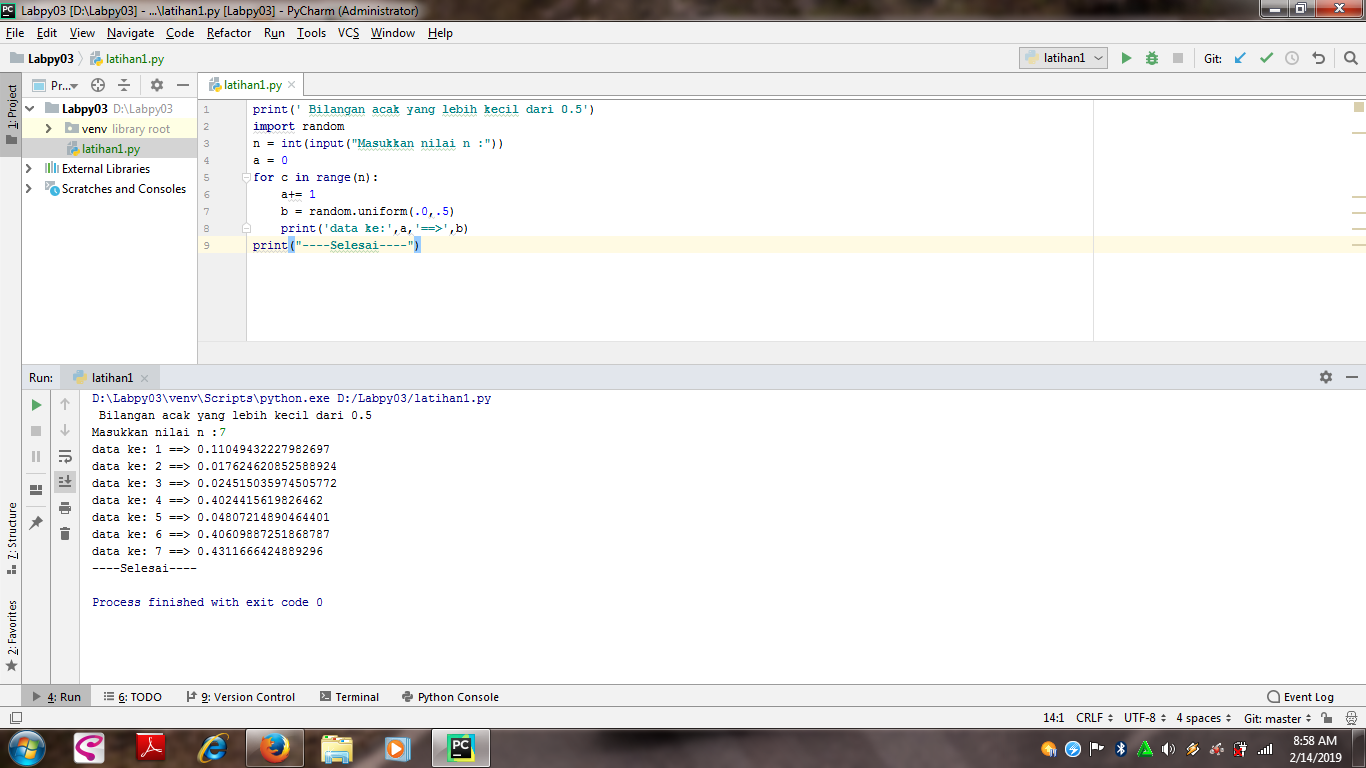 Labpy03 [D:\Labpy03] - ...\latihan1.py [Labpy03] - PyCharm (Administrator)
File Edit View Navigate Code Refactor Run Tools VCS Window Help
Labpy03 latihan1.py latihan1 Git:
1: Project
Pr... latihan1.py
Labpy03 D:\Labpy03
venv library root
latihan1.py
External Libraries
Scratches and Consoles
1 print(' Bilangan acak yang lebih kecil dari 0.5')
2 import random
3 n = int(input("Masukkan nilai n :"))
4 a = 0
5 for c in range(n):
6 a+= 1
7 b = random.uniform(.0,.5)
8 print('data ke:',a,'==>',b)
9 print("----Selesai----")
Run: latihan1
D:\Labpy03\venv\Scripts\python.exe D:/Labpy03/latihan1.py
Bilangan acak yang lebih kecil dari 0.5
Masukkan nilai n :7
data ke: 1 ==> 0.11049432227982697
data ke: 2 ==> 0.017624620852588924
data ke: 3 ==> 0.024515035974505772
data ke: 4 ==> 0.4024415619826462
data ke: 5 ==> 0.04807214890464401
data ke: 6 ==> 0.40609887251868787
data ke: 7 ==> 0.4311666424889296
----Selesai----
Process finished with exit code 0
7: Structure
2: Favorites
4: Run 6: TODO 9: Version Control Terminal Python Console Event Log
14:1 CRLF UTF-8 4 spaces Git: master
PC
8:58 AM
2/14/2019